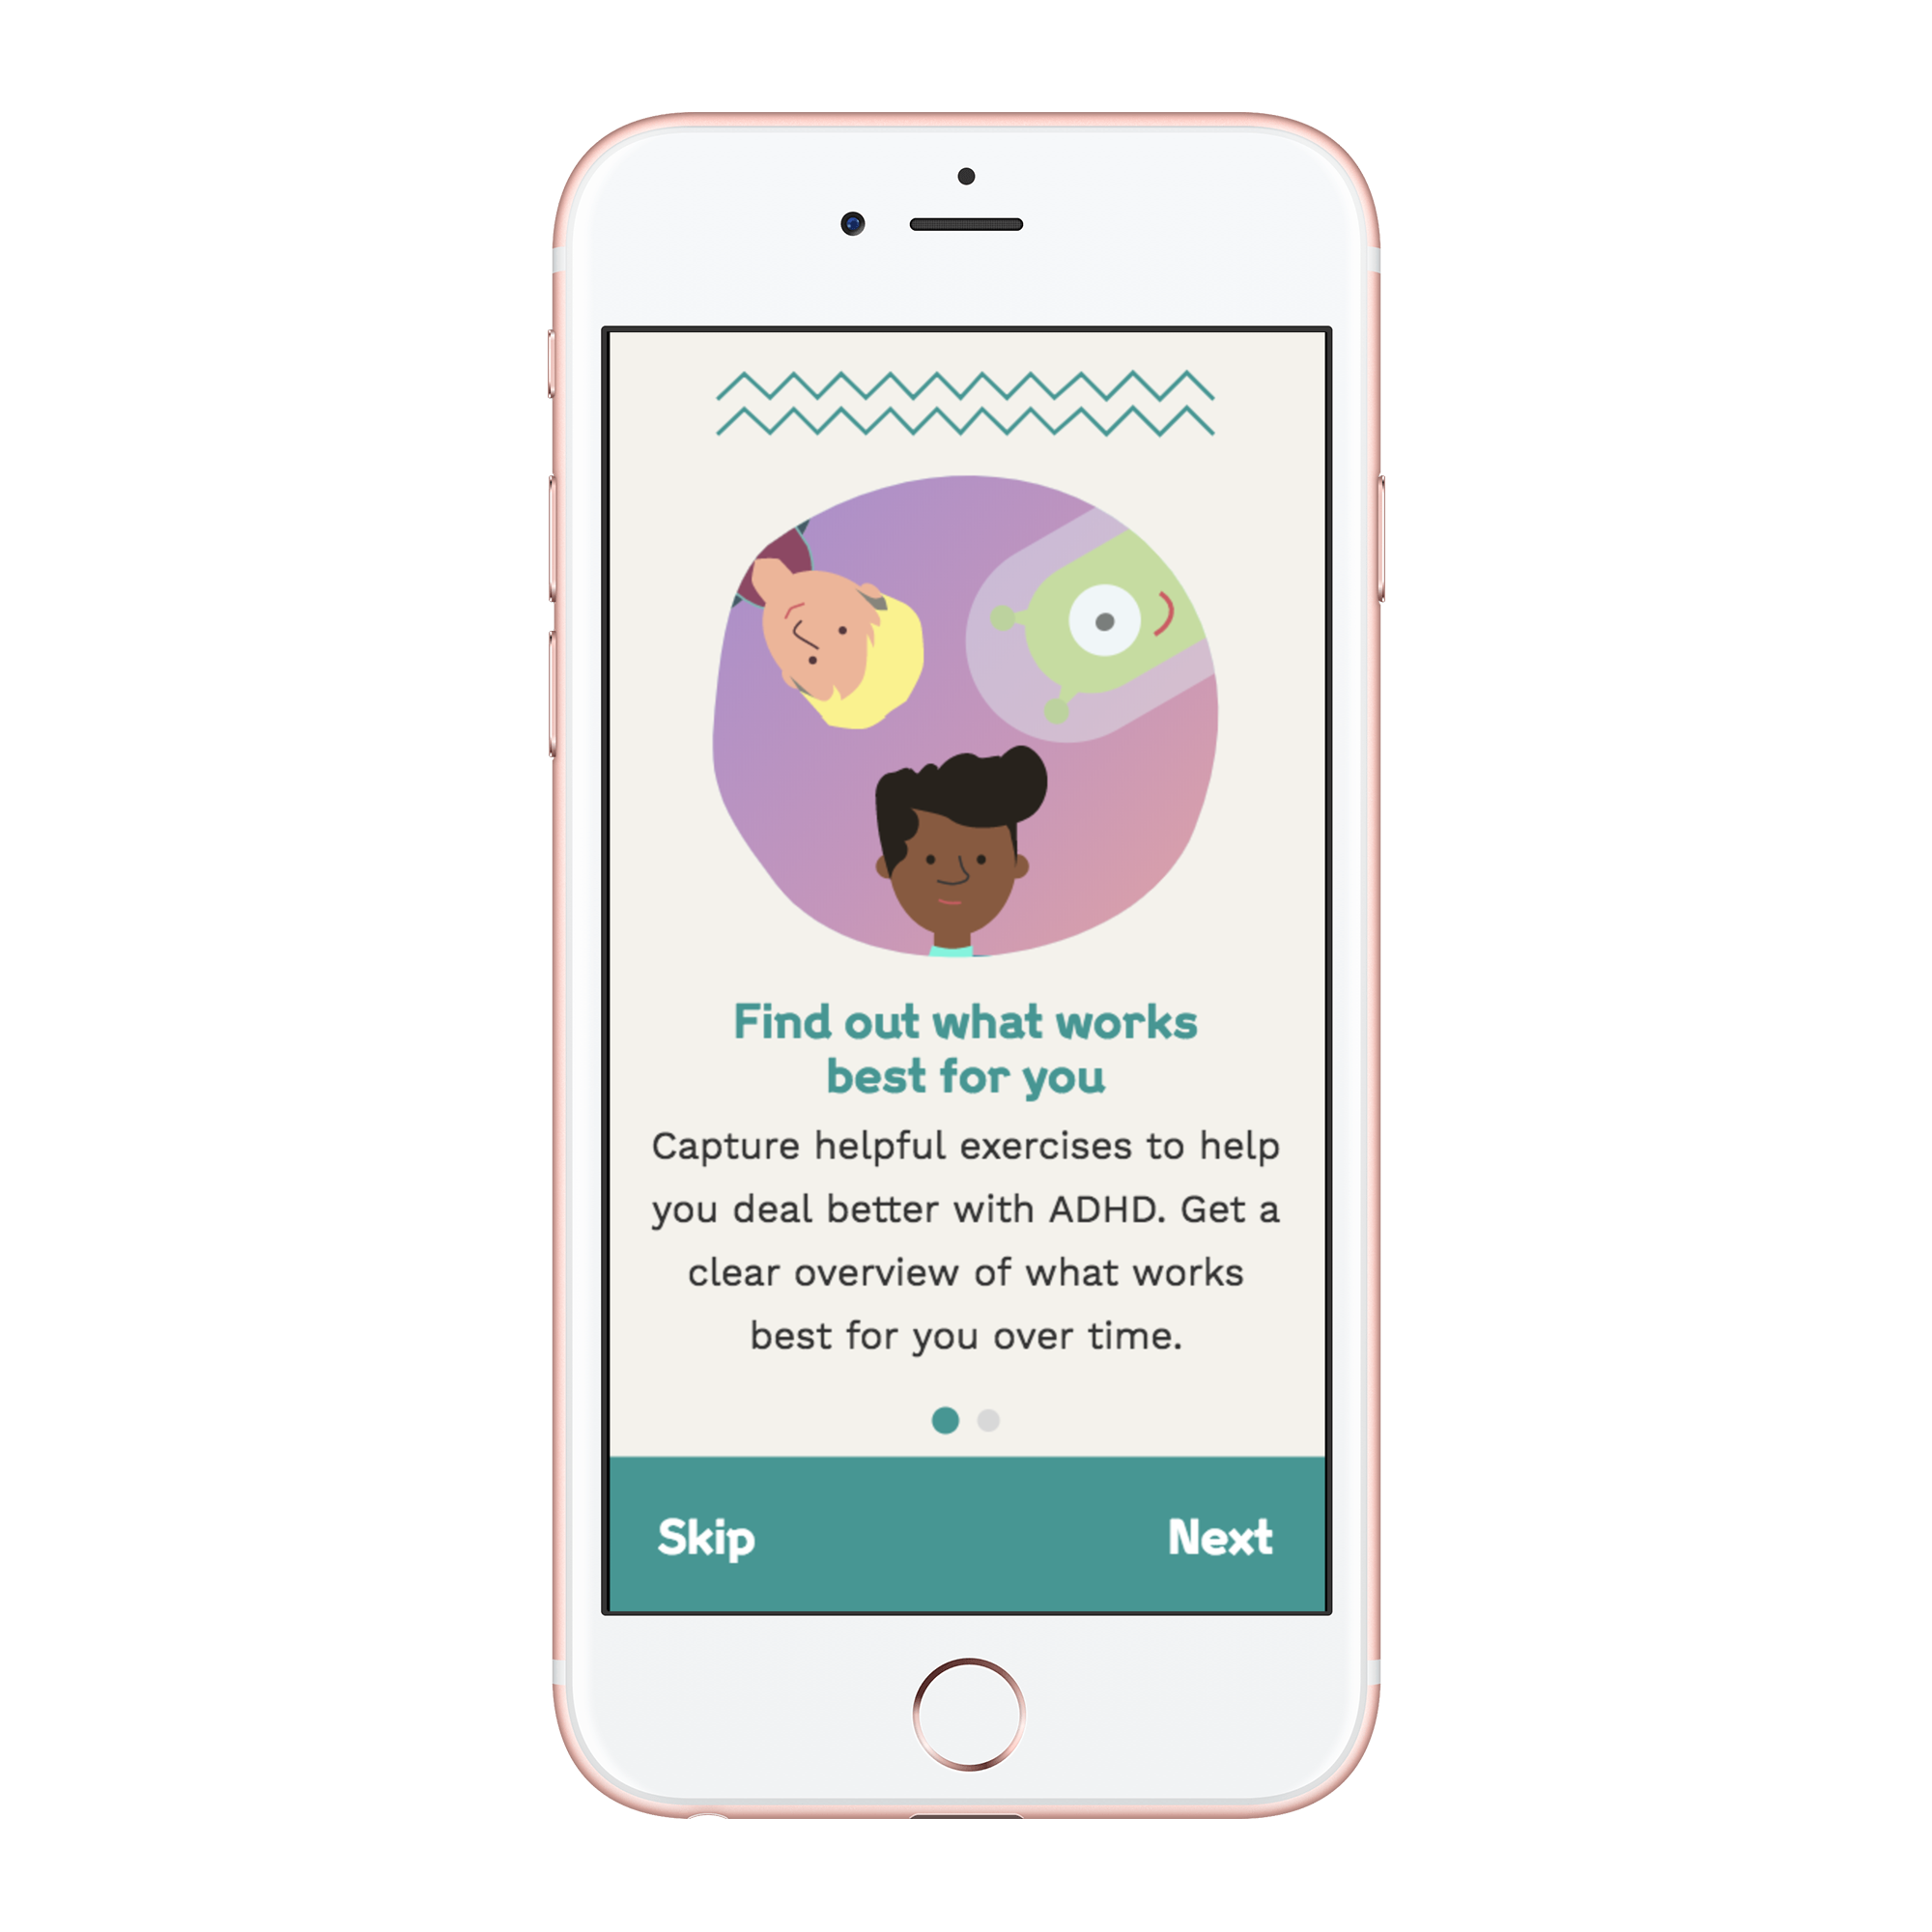 Find out what works
best for you
Capture helpful exercises to help
you deal better with ADHD. Get a
clear overview of what works
best for you over time.
Skip
Next